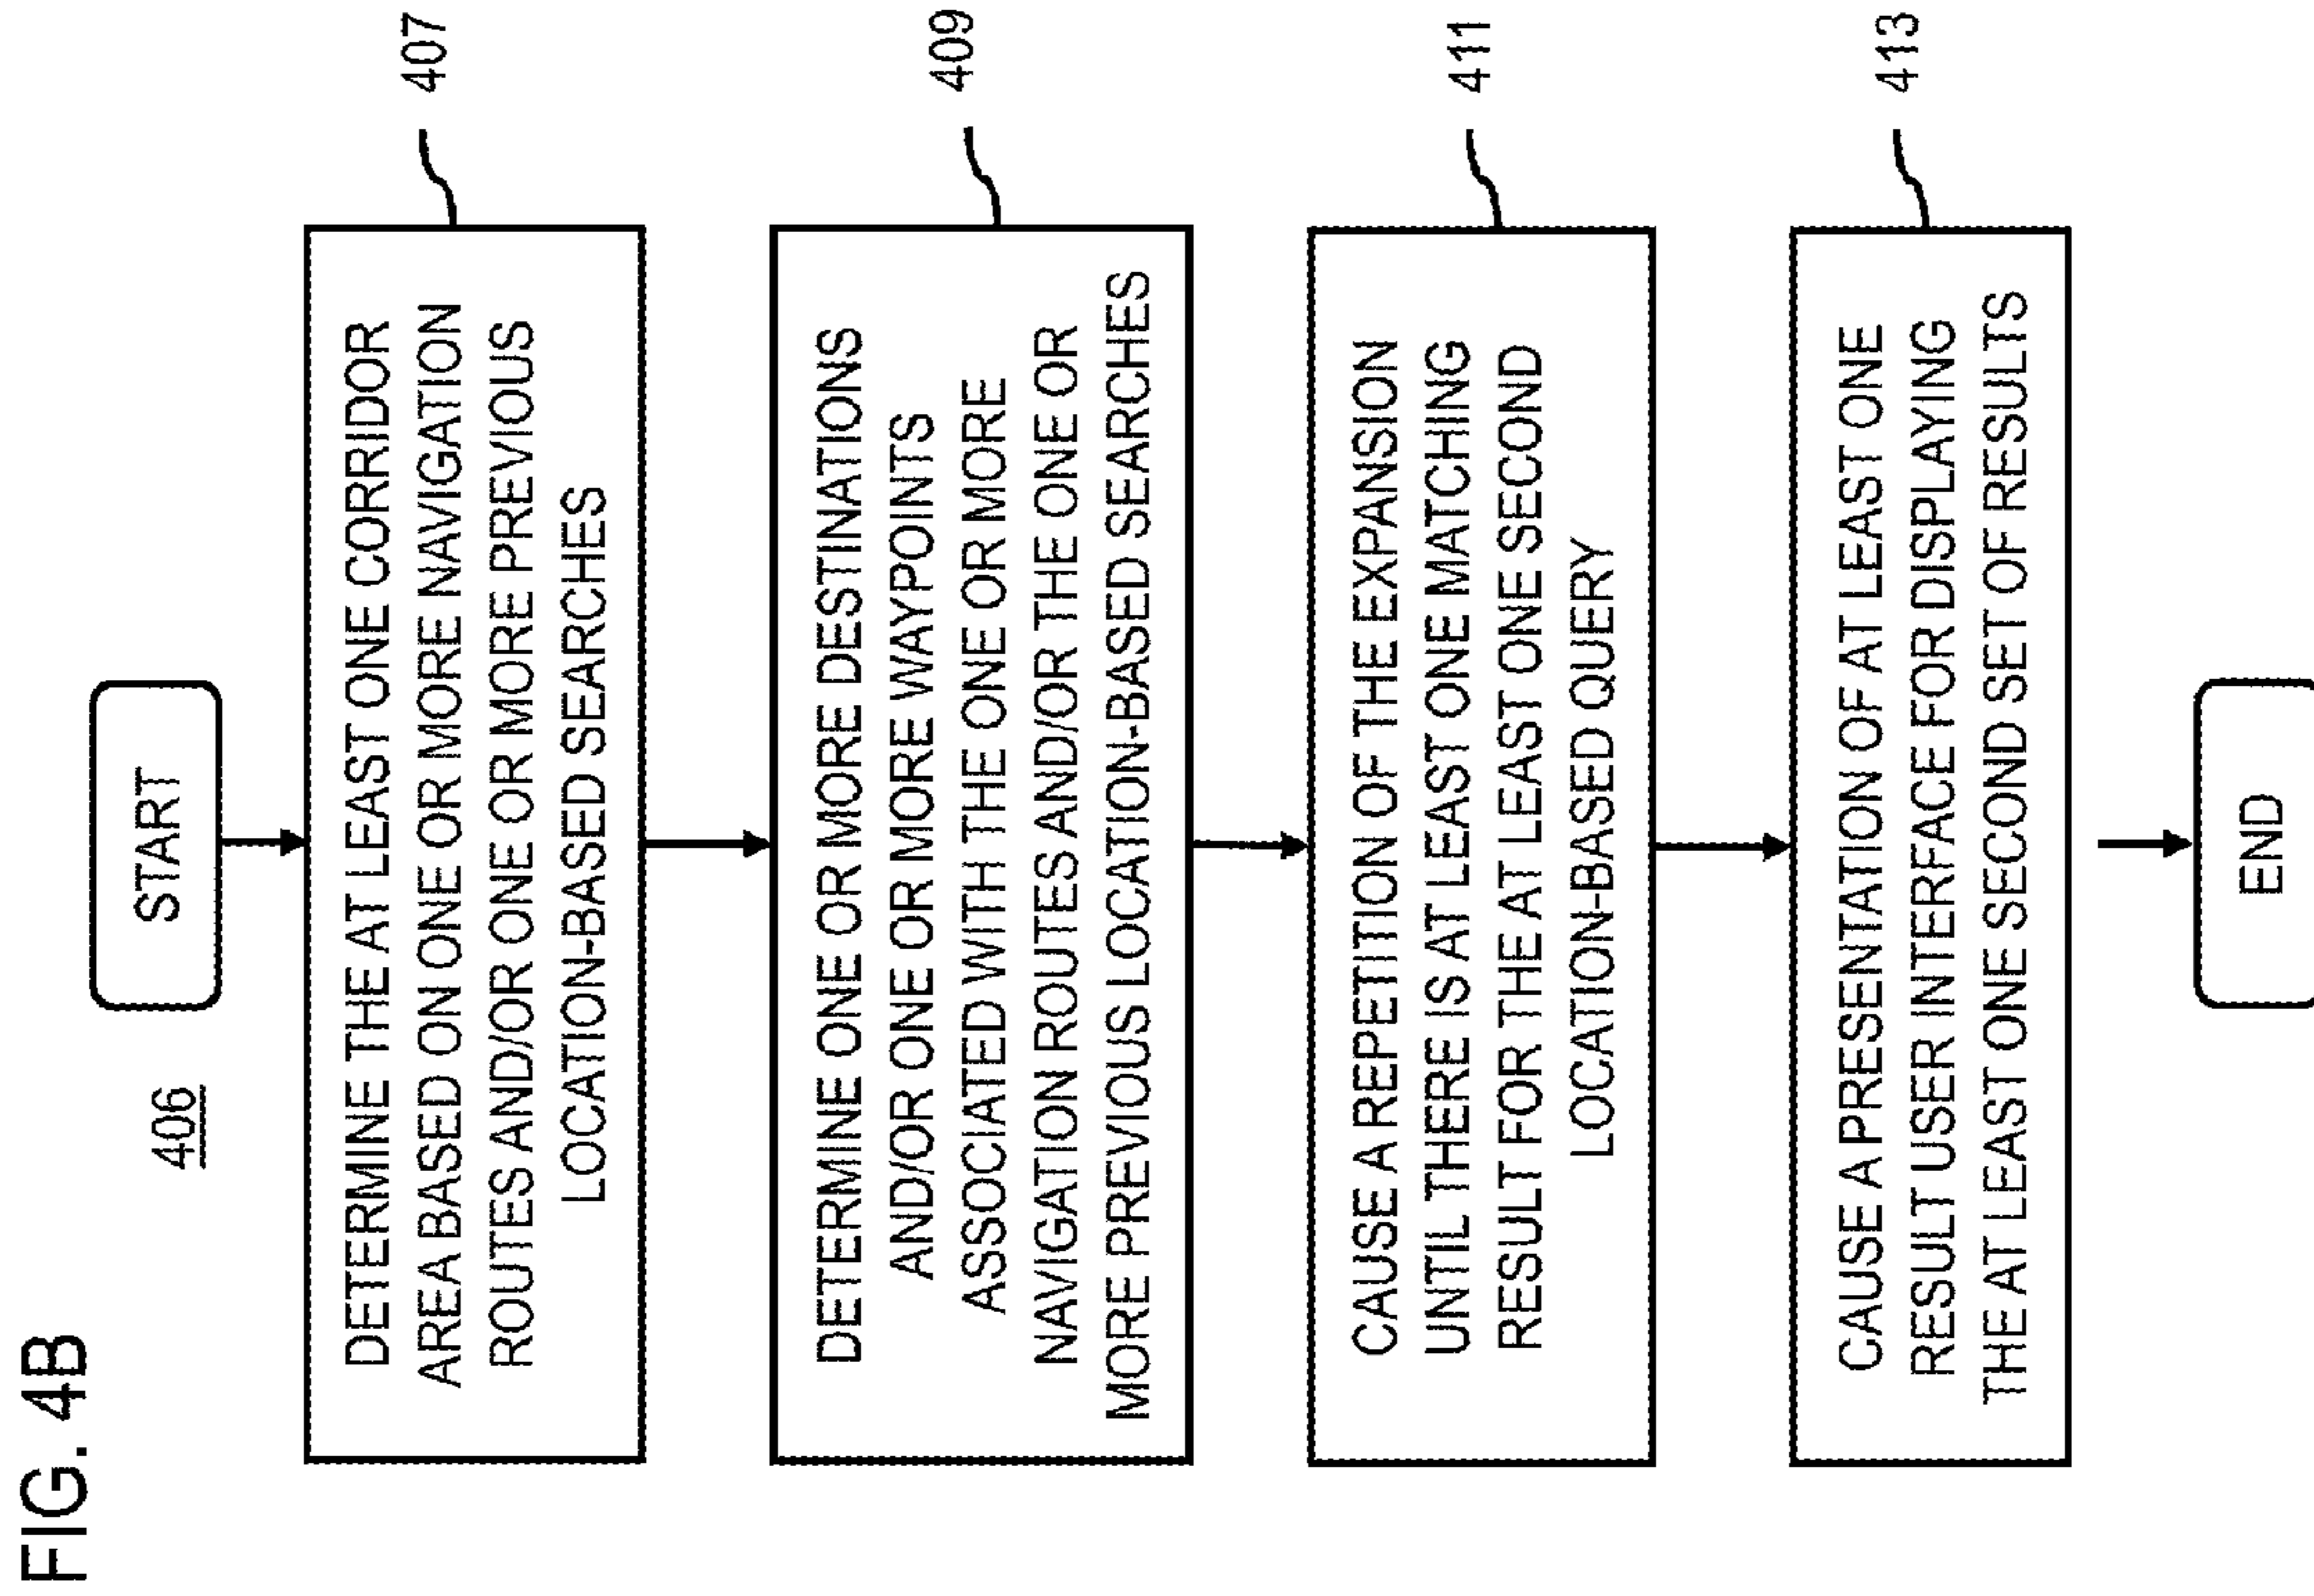 FIG. 4B
406
START
DETERMINE THE AT LEAST ONE CORRIDOR
AREA BASED ON ONE OR MORE NAVIGATION
ROUTES AND/OR ONE OR MORE PREVIOUS
LOCATION-BASED SEARCHES
407
DETERMINE ONE OR MORE DESTINATIONS
AND/OR ONE OR MORE WAYPOINTS
ASSOCIATED WITH THE ONE OR MORE
NAVIGATION ROUTES AND/OR THE ONE OR
MORE PREVIOUS LOCATION-BASED SEARCHES
409
CAUSE A REPETITION OF THE EXPANSION
UNTIL THERE IS AT LEAST ONE MATCHING
RESULT FOR THE AT LEAST ONE SECOND
LOCATION-BASED QUERY
411
CAUSE A PRESENTATION OF AT LEAST ONE
RESULT USER INTERFACE FOR DISPLAYING
THE AT LEAST ONE SECOND SET OF RESULTS
413
END